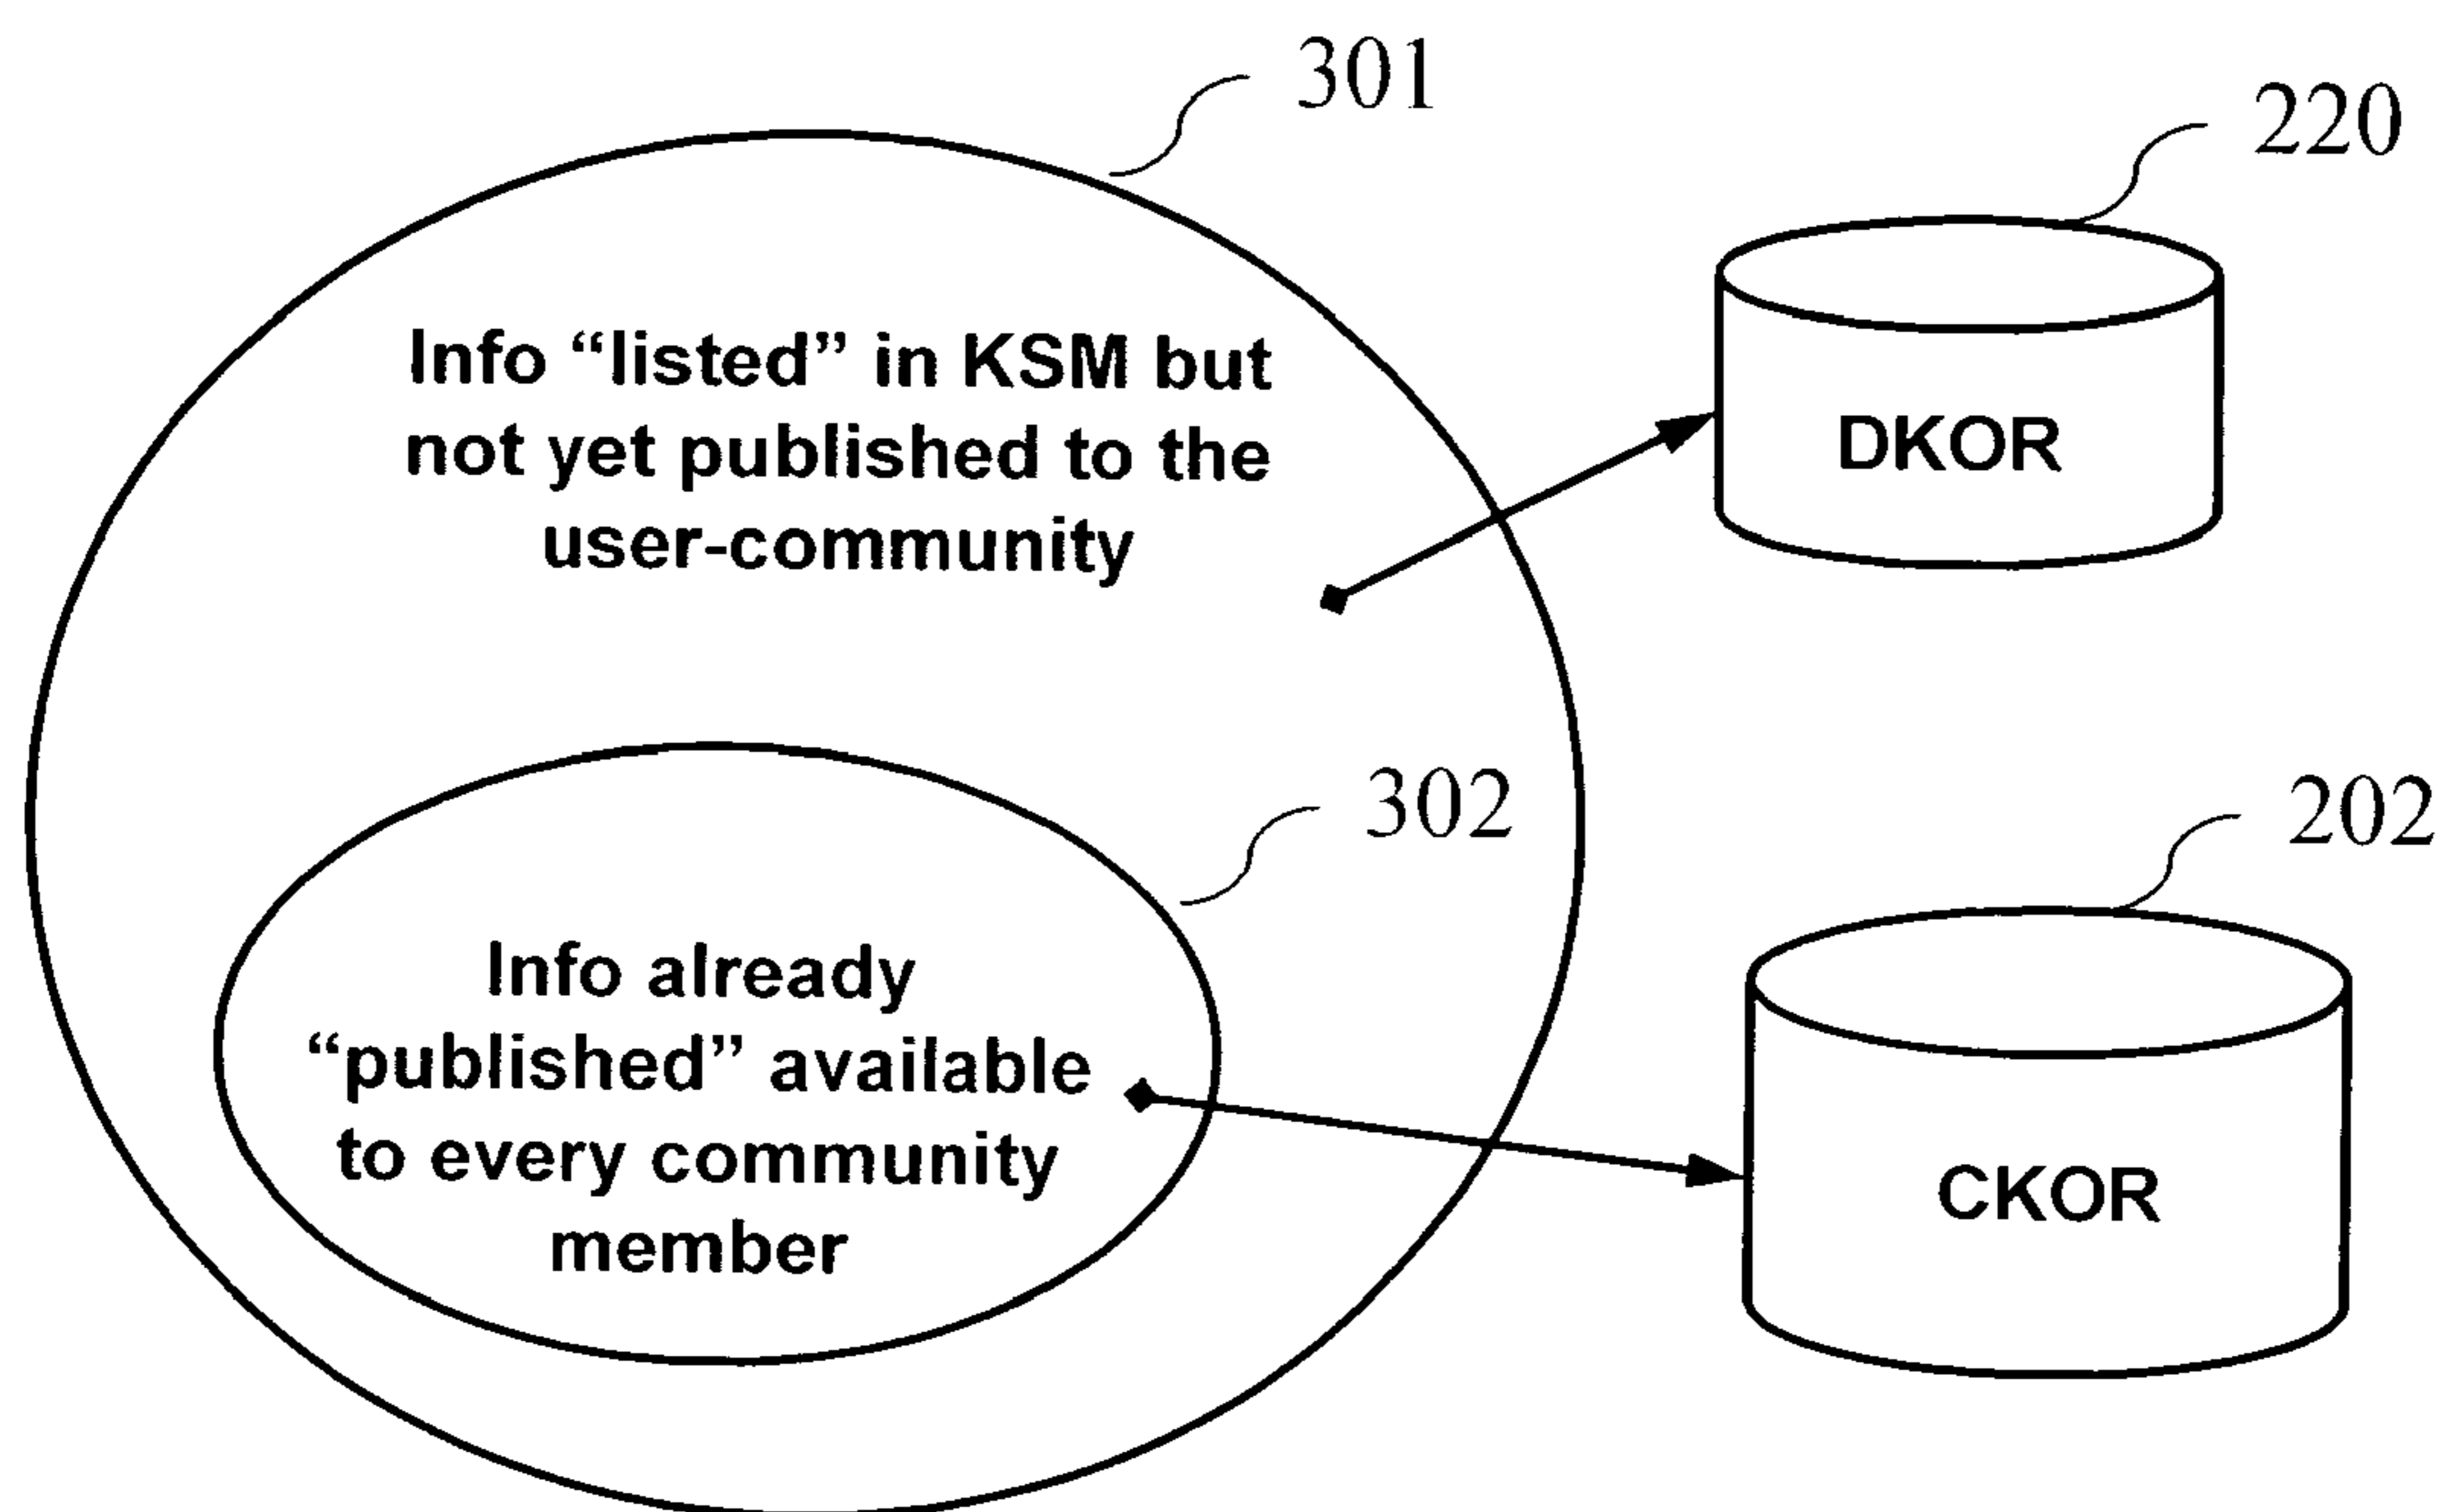 301
220
Info “listed” in KSM but
not yet published to the
user-community
DKOR
302
202
Info already
“published” available
to every community
member
CKOR